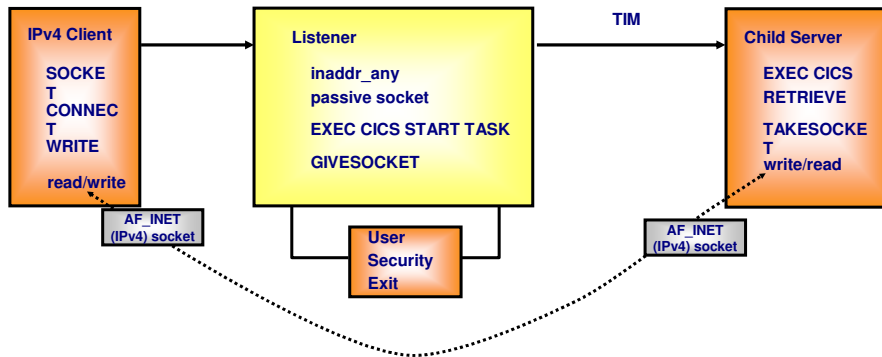 IPv4 Client
SOCKE
T
CONNEC
T
WRITE
read/write
AF_INET
(IPv4) socket
Listener
inaddr_any
passive socket
EXEC CICS START TASK
GIVESOCKET
User
Security
Exit
TIM
Child Server
EXEC CICS
RETRIEVE
TAKESOCKE
T
write/read
AF_INET
(IPv4) socket